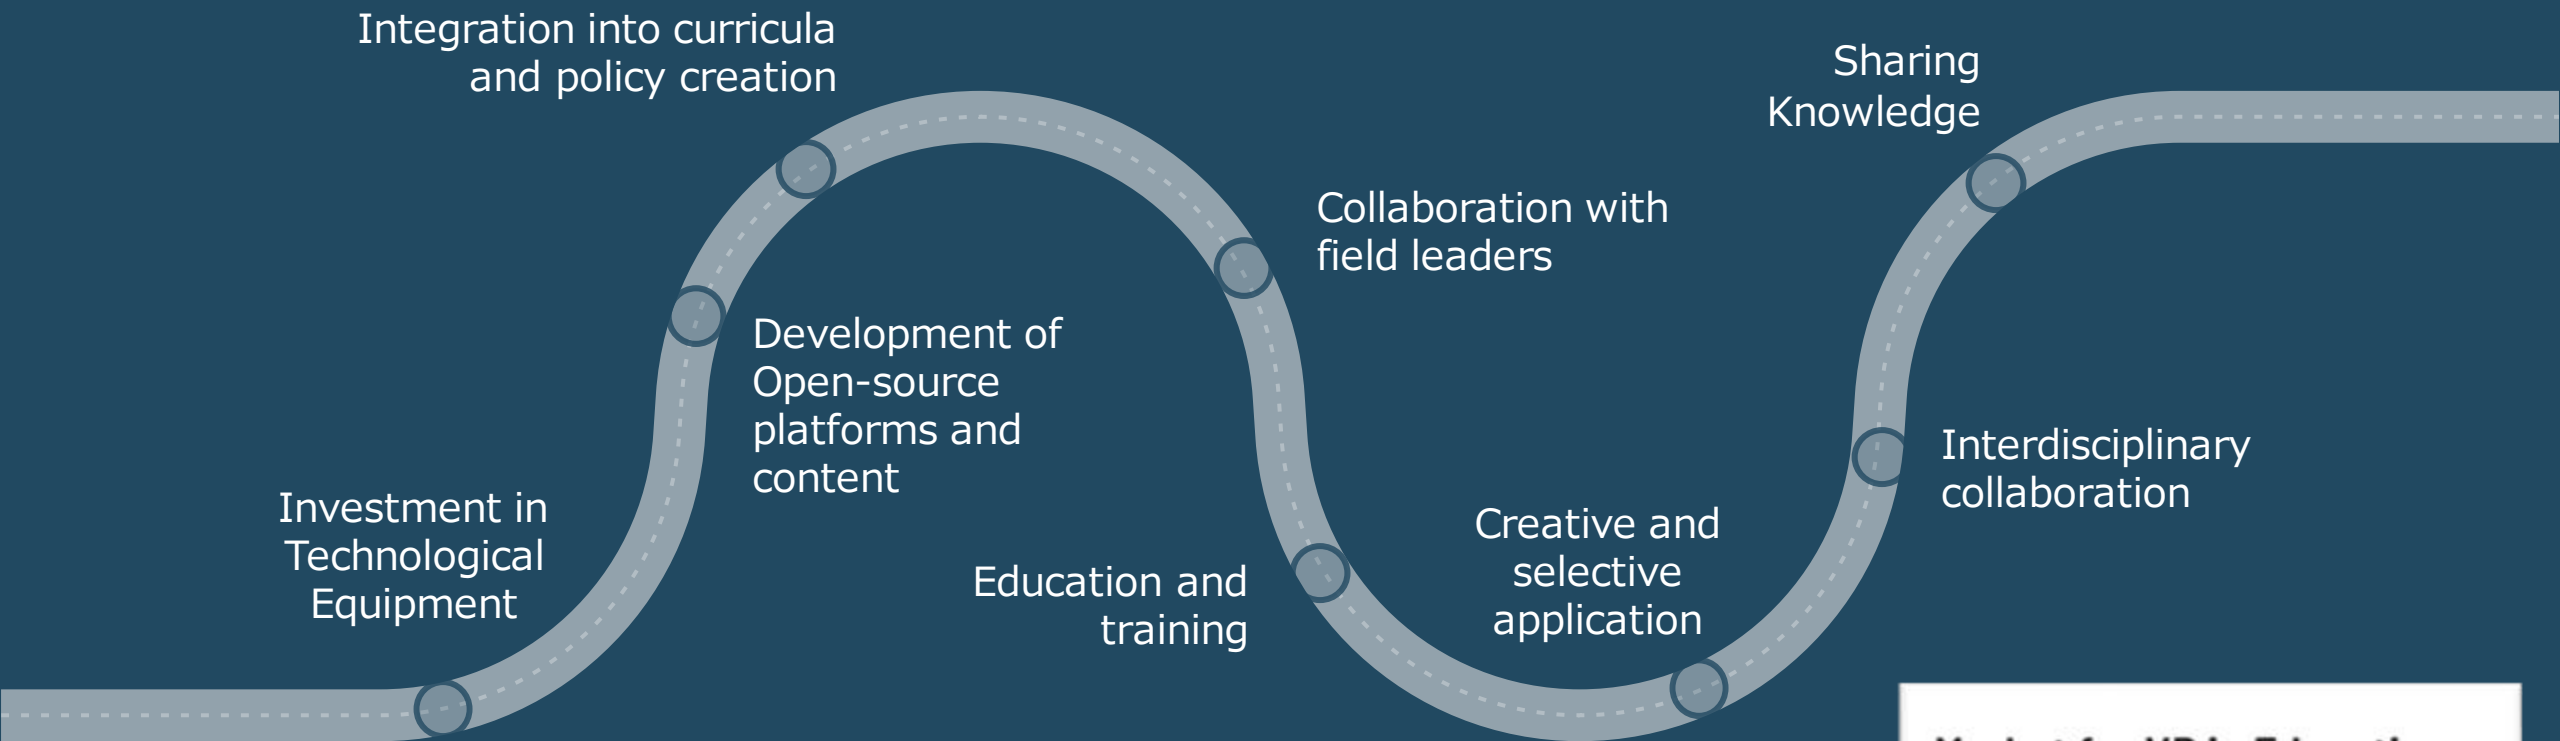 Integration into curricula
and policy creation
Sharing
Knowledge
Collaboration with
field leaders
Development of
Open-source
platforms and
content
Interdisciplinary
collaboration
Investment in
Technological
Equipment
Creative and
selective
application
Education and
training